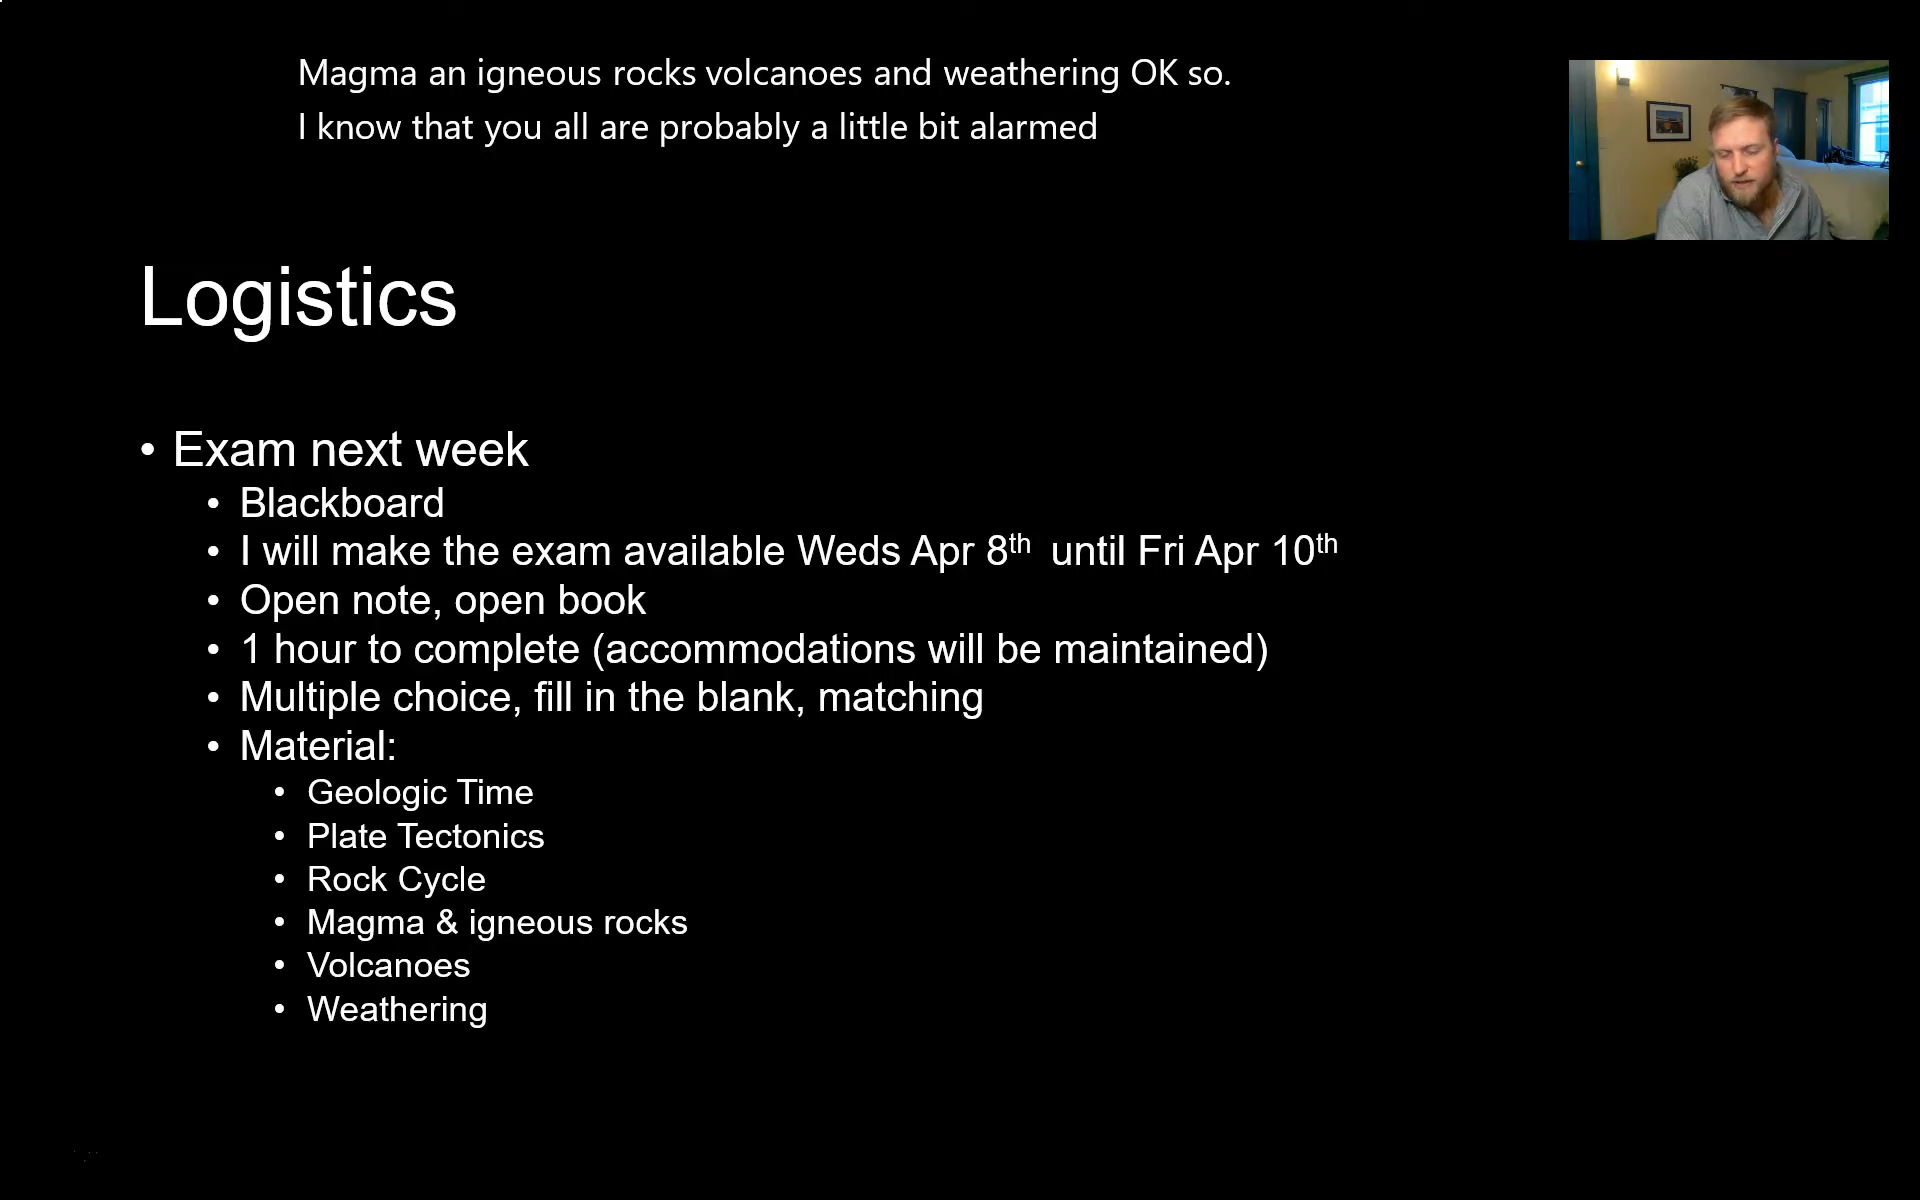 Magma an igneous rocks volcanoes and weathering OK so.
I know that you all are probably a little bit alarmed
Logistics
• Exam next week
• Blackboard
• I will make the exam available Weds Apr 8th until Fri Apr 10th
• Open note, open book
• 1 hour to complete (accommodations will be maintained)
• Multiple choice, fill in the blank, matching
• Material:
• Geologic Time
• Plate Tectonics
• Rock Cycle
• Magma & igneous rocks
• Volcanoes
• Weathering